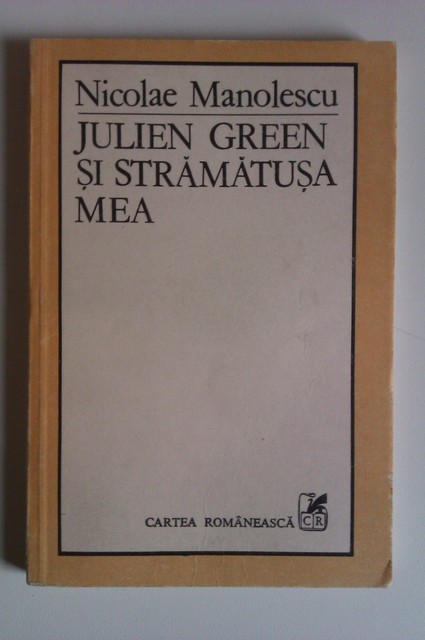 Nicolae Manolescu
JULIEN GREEN
ȘI STRĂMĂTUȘA
MEA
CARTEA ROMÂNEASCĂ
CR